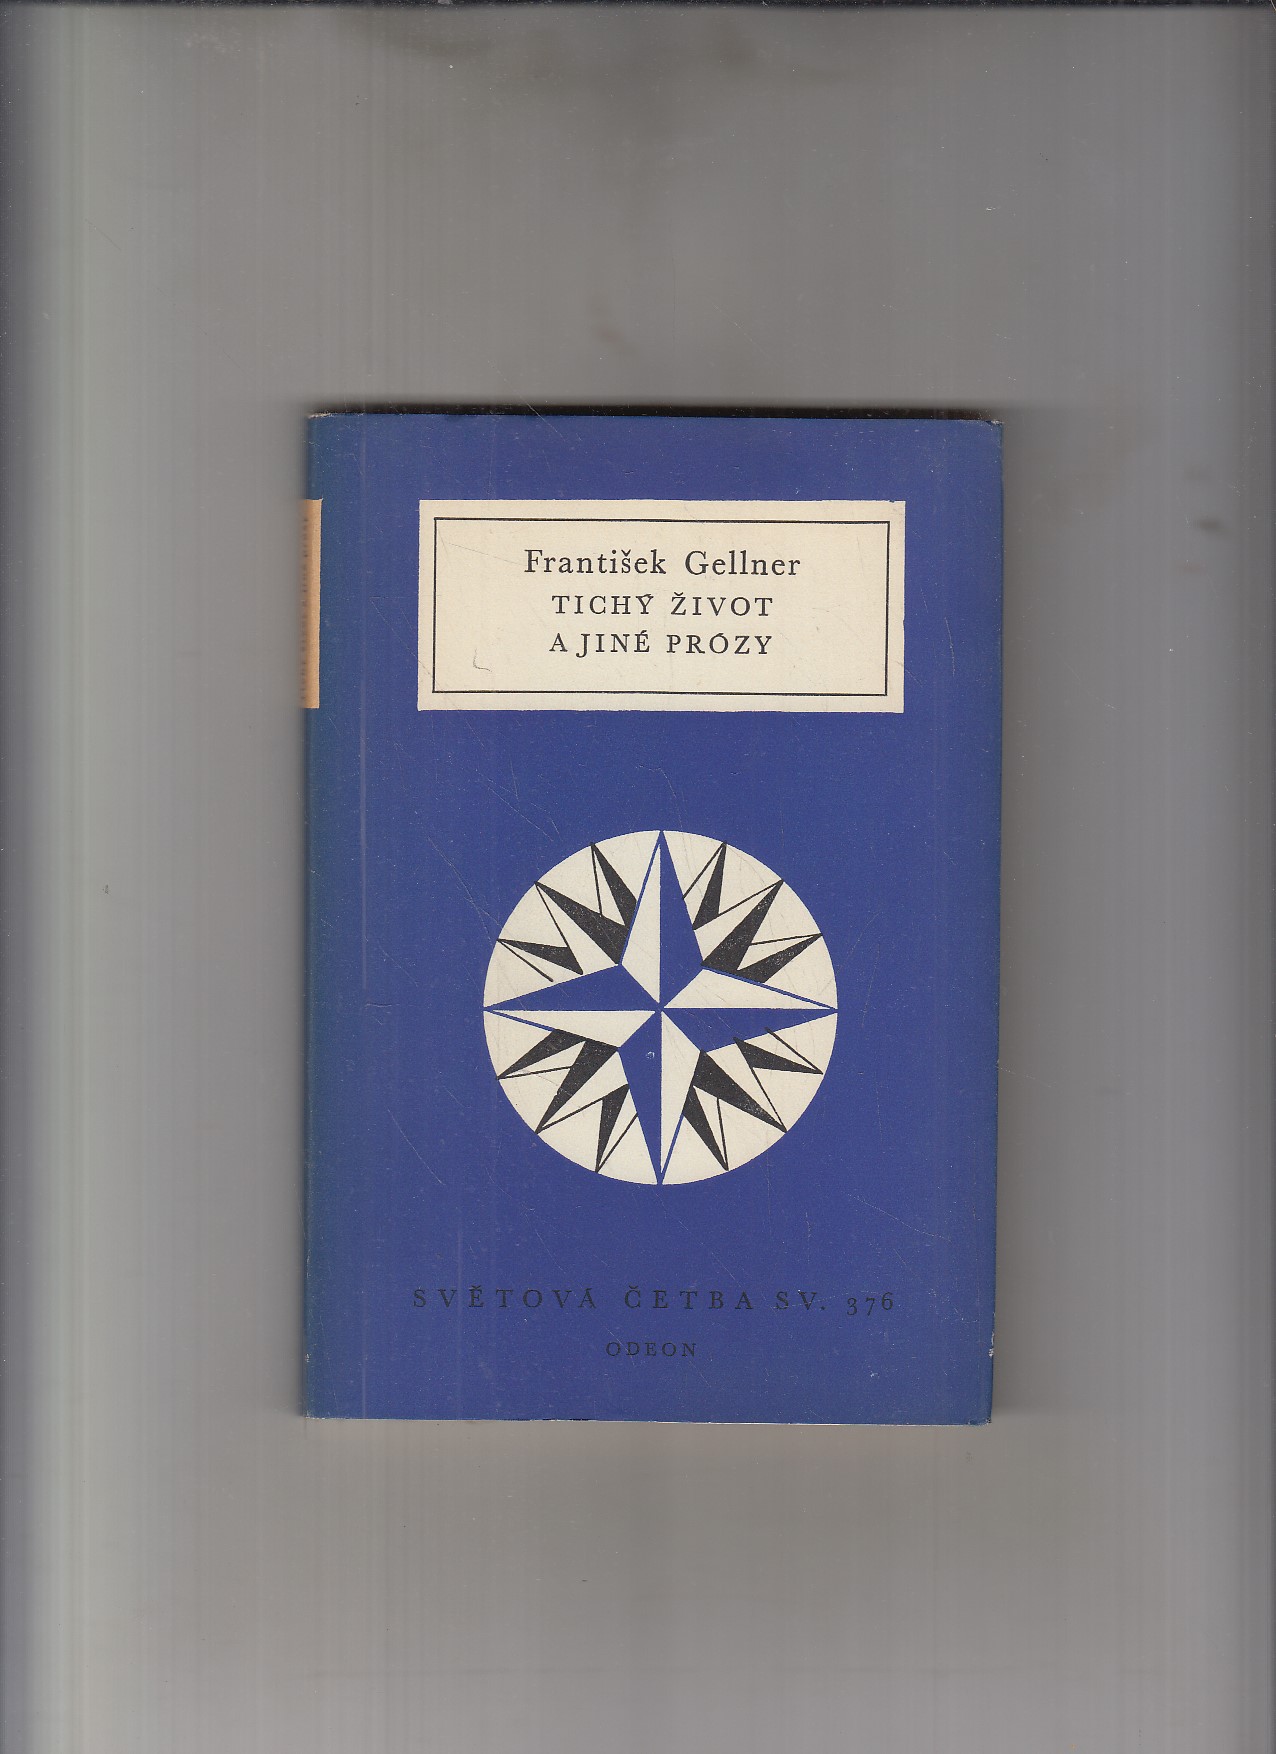 František Gellner
TICHÝ ŽIVOT
A JINÉ PRÓZY
SVĚTOVÁ ČETBA SV. 376
ODEON